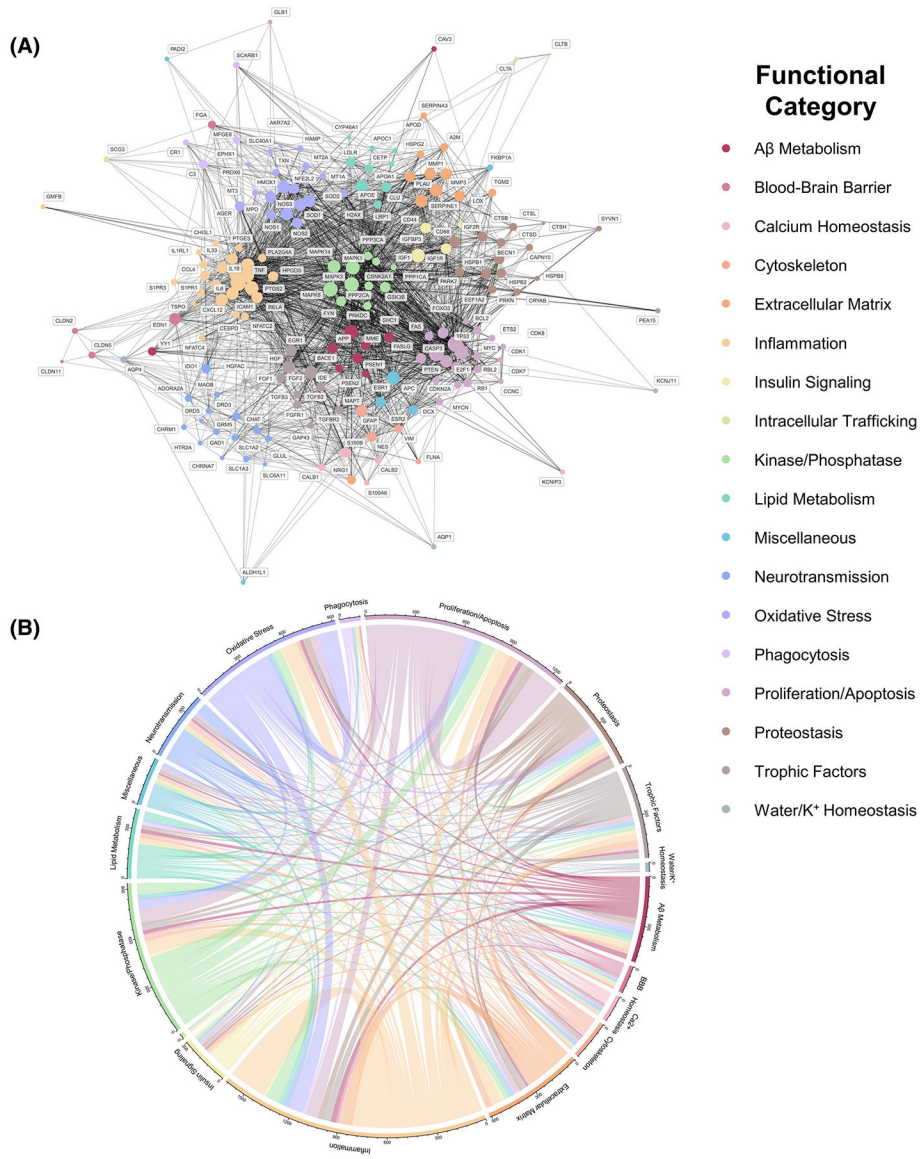 (A)
GLB1
PADI2
SCARB1
CAV3
CLTB
CLTA
FGA
AKR7A2
CYP46A1
SERPINA3
APOD
MFGE8
SLC40A1
HAMP
APOC1
HSPG2
A2M
SCG3
CR1
EPHX1
TXN
MT2A
LDLR
CETP
MMP1
FKBP1A
C3
PRDX6
NFE2L2
MT1A
APOA1
PLAU
MMP3
TGM2
MT3
HMOX1
SOD2
APOE
CLU
SERPINE1
LOX
GMFB
AGER
MPO
NOS3
SOD1
H2AX
LRP1
CD44
CTSB
CTSL
NOS1
NOS2
PPP3CA
CD68
IGF2R
CTSD
CTSH
SYVN1
CH3L1
PTGES
MAPK14
IGFBP3
BECN1
IL1RL1
IL33
PLA2G4A
MAPK1
IGF1
IGF1R
HSPB1
CAPN10
CCL4
IL1B
TNF
HPGDS
MAPK3
CSNK2A1
PPP1CA
PARK7
HSPB8
S1PR3
S1PR1
IL6
PTGS2
MAPK8
PPP2CA
GSK3B
EEF1A2
HSPB2
TSPO
ICAM1
RELA
PRKDC
FOXO3
PRKN
CRYAB
PEA15
CXCL12
FYN
SHC1
BCL2
CLDN2
EDN1
CEBPD
NFATC2
EGR1
APP
MME
FAS
TP53
ETS2
CDK8
CLDN5
YY1
NFATC4
HGF
BACE1
FASLG
CASP3
MYC
CDK1
CLDN11
AQP4
IDO1
HGFAC
FGF1
FGF2
IDE
PSEN1
PTEN
E2F1
RBL2
CDK7
ADORA2A
MAOB
TGFB3
TGFB2
PSEN2
ESR1
APC
CDKN2A
RB1
CCNC
KCNJ11
DRD5
DRD3
FGFR1
MAPT
MYCN
CHRM1
GRM5
CHAT
TGFBR2
GFAP
ESR2
DCX
HTR2A
GAD1
SLC1A2
GAP43
S100B
NES
VIM
CHRNA7
SLC1A3
GLUL
CALB1
NRG1
CALB2
FLNA
KCNIP3
SLC6A11
S100A6
AQP1
ALDH1L1
Functional
Category
Aβ Metabolism
Blood-Brain Barrier
Calcium Homeostasis
Cytoskeleton
Extracellular Matrix
Inflammation
Insulin Signaling
Intracellular Trafficking
Kinase/Phosphatase
Lipid Metabolism
Miscellaneous
Neurotransmission
Oxidative Stress
Phagocytosis
Proliferation/Apoptosis
Proteostasis
Trophic Factors
Water/K⁺ Homeostasis
(B)
Phagocytosis
Proliferation/Apoptosis
Oxidative Stress
Proteostasis
Neurotransmission
Miscellaneous
Trophic Factors
Lipid Metabolism
Water/K⁺
Homeostasis
Aβ Metabolism
Kinase/Phosphatase
BBB
Ca2+
Homeostasis
Cytoskeleton
Insulin Signaling
Extracellular Matrix
Inflammation